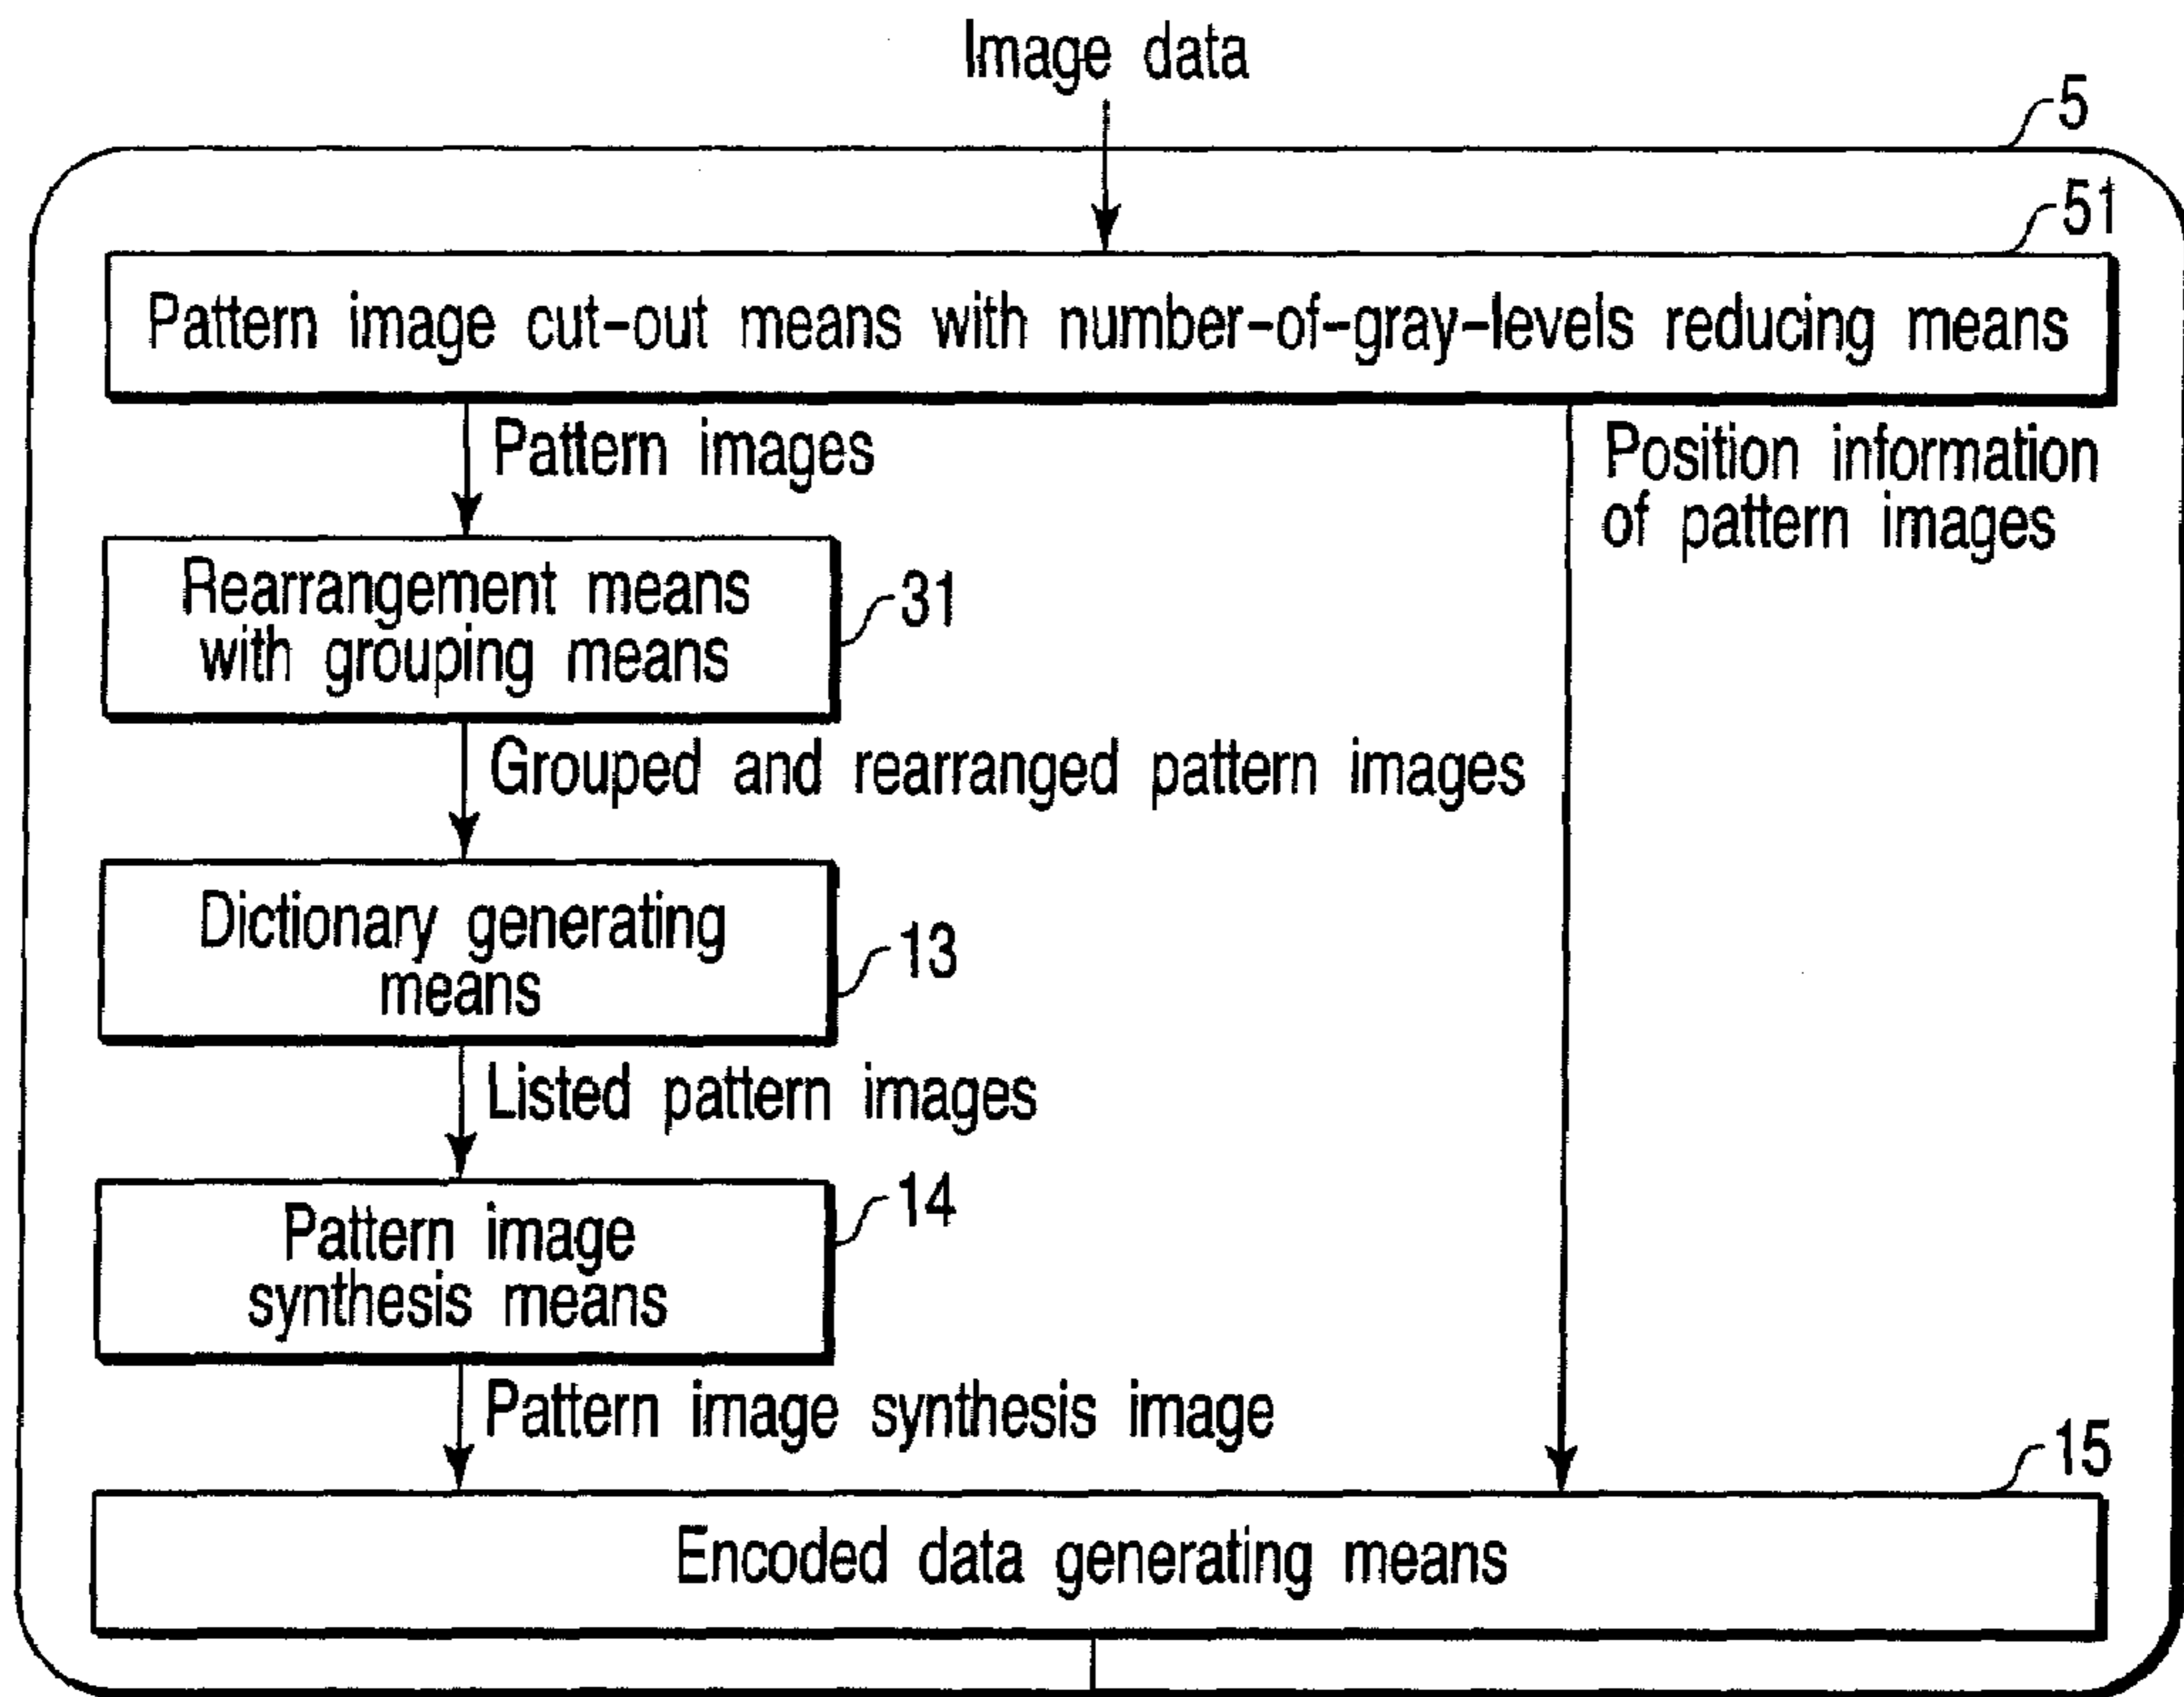 Image data
5
51
Pattern image cut-out means with number-of-gray-levels reducing means
Pattern images
Position information
of pattern images
Rearrangement means
with grouping means
31
Grouped and rearranged pattern images
Dictionary generating
means
13
Listed pattern images
Pattern image
synthesis means
14
Pattern image synthesis image
15
Encoded data generating means